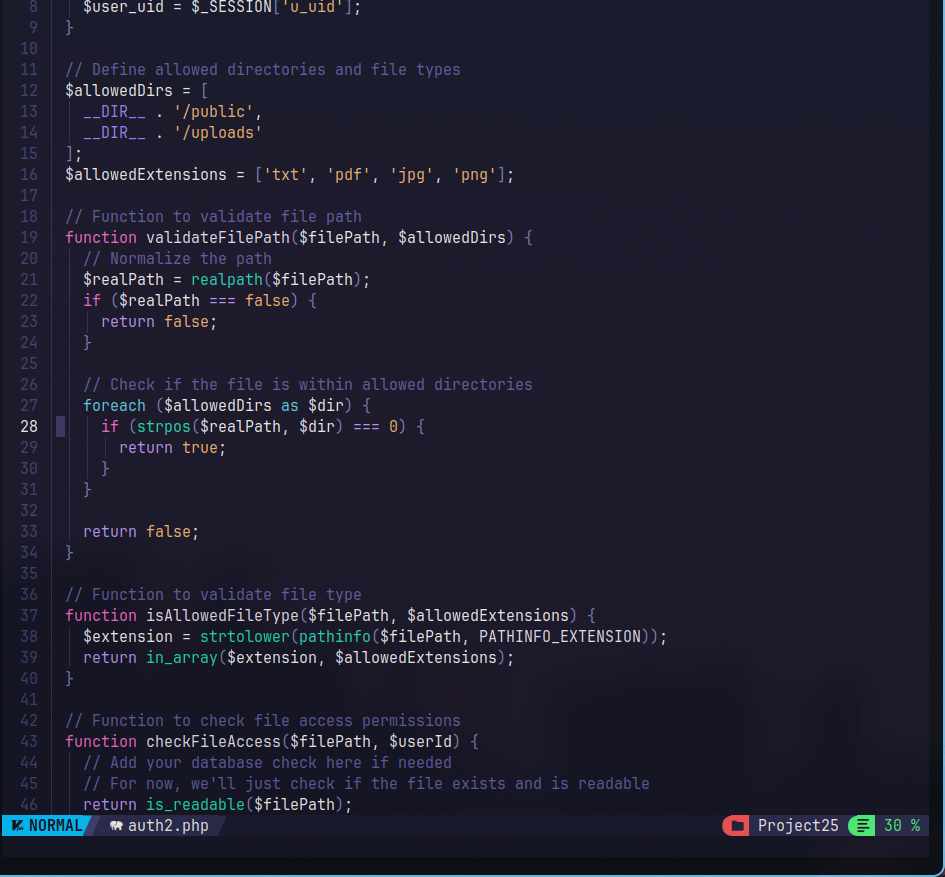 8 $user_uid = $_SESSION['u_uid'];
9 }
10
11 // Define allowed directories and file types
12 $allowedDirs = [
13 __DIR__ . '/public',
14 __DIR__ . '/uploads'
15 ];
16 $allowedExtensions = ['txt', 'pdf', 'jpg', 'png'];
17
18 // Function to validate file path
19 function validateFilePath($filePath, $allowedDirs) {
20 // Normalize the path
21 $realPath = realpath($filePath);
22 if ($realPath === false) {
23 return false;
24 }
25
26 // Check if the file is within allowed directories
27 foreach ($allowedDirs as $dir) {
28 if (strpos($realPath, $dir) === 0) {
29 return true;
30 }
31 }
32
33 return false;
34 }
35
36 // Function to validate file type
37 function isAllowedFileType($filePath, $allowedExtensions) {
38 $extension = strtolower(pathinfo($filePath, PATHINFO_EXTENSION));
39 return in_array($extension, $allowedExtensions);
40 }
41
42 // Function to check file access permissions
43 function checkFileAccess($filePath, $userId) {
44 // Add your database check here if needed
45 // For now, we'll just check if the file exists and is readable
46 return is_readable($filePath);
NORMAL auth2.php Project25 30 %